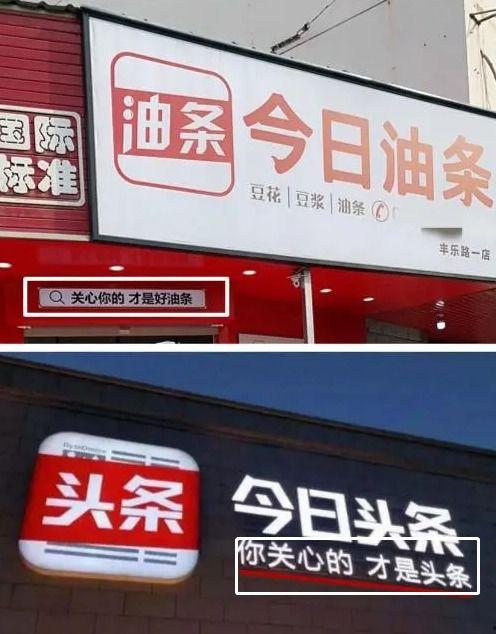 国际
标准
油条
今日油条
豆花|豆浆|油条
丰乐路一店
关心你的 才是好油条
头条
今日头条
你关心的 才是头条